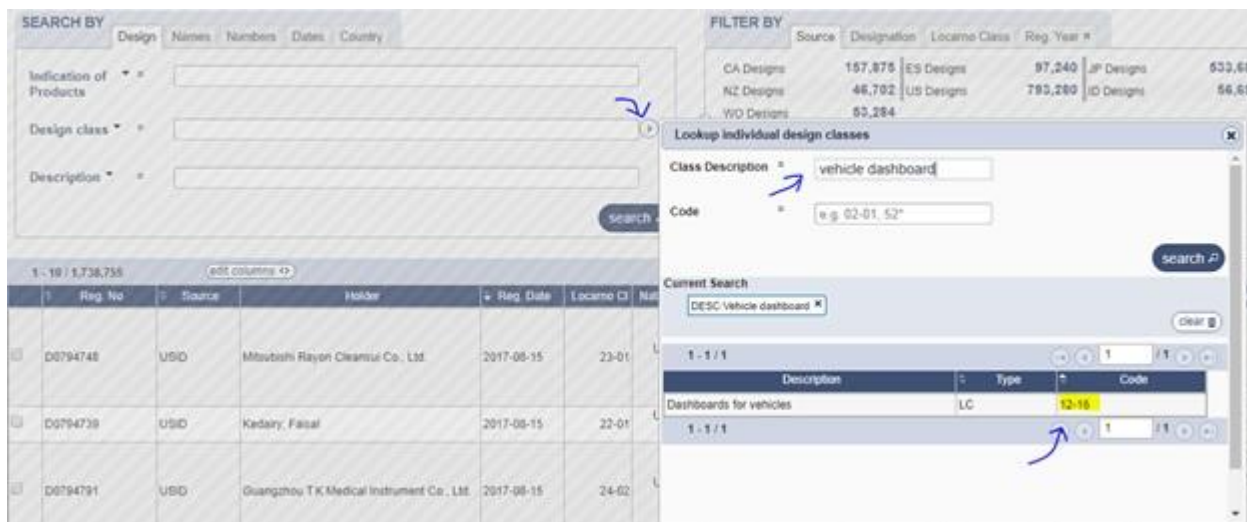 SEARCH BY
Design Names Numbers Dates Country
Indication of Products
Design class
Description
search
FILTER BY
Source Designation Locarno Class Reg. Year
CA Designs 157,875 ES Designs 97,240 JP Designs
NZ Designs 46,702 US Designs 793,280 ID Designs
WO Designs 53,284
Lookup individual design classes
Class Description vehicle dashboard
Code e.g. 02-01, 52*
search
Current Search
DESC:Vehicle dashboard
clear
1 - 1 / 1 1 / 1
Description Type Code
Dashboards for vehicles LC 12-16
1 - 1 / 1 1 / 1
1 - 10 / 1,738,755 edit columns
Reg. No Source Holder Reg. Date Locarno Cl
D0794748 USID Mitsubishi Rayon Cleansui Co., Ltd. 2017-08-15 23-01
D0794739 USID Kedairy; Faisal 2017-08-15 22-01
D0794791 USID Guangzhou T.K Medical Instrument Co., Ltd. 2017-08-15 24-02